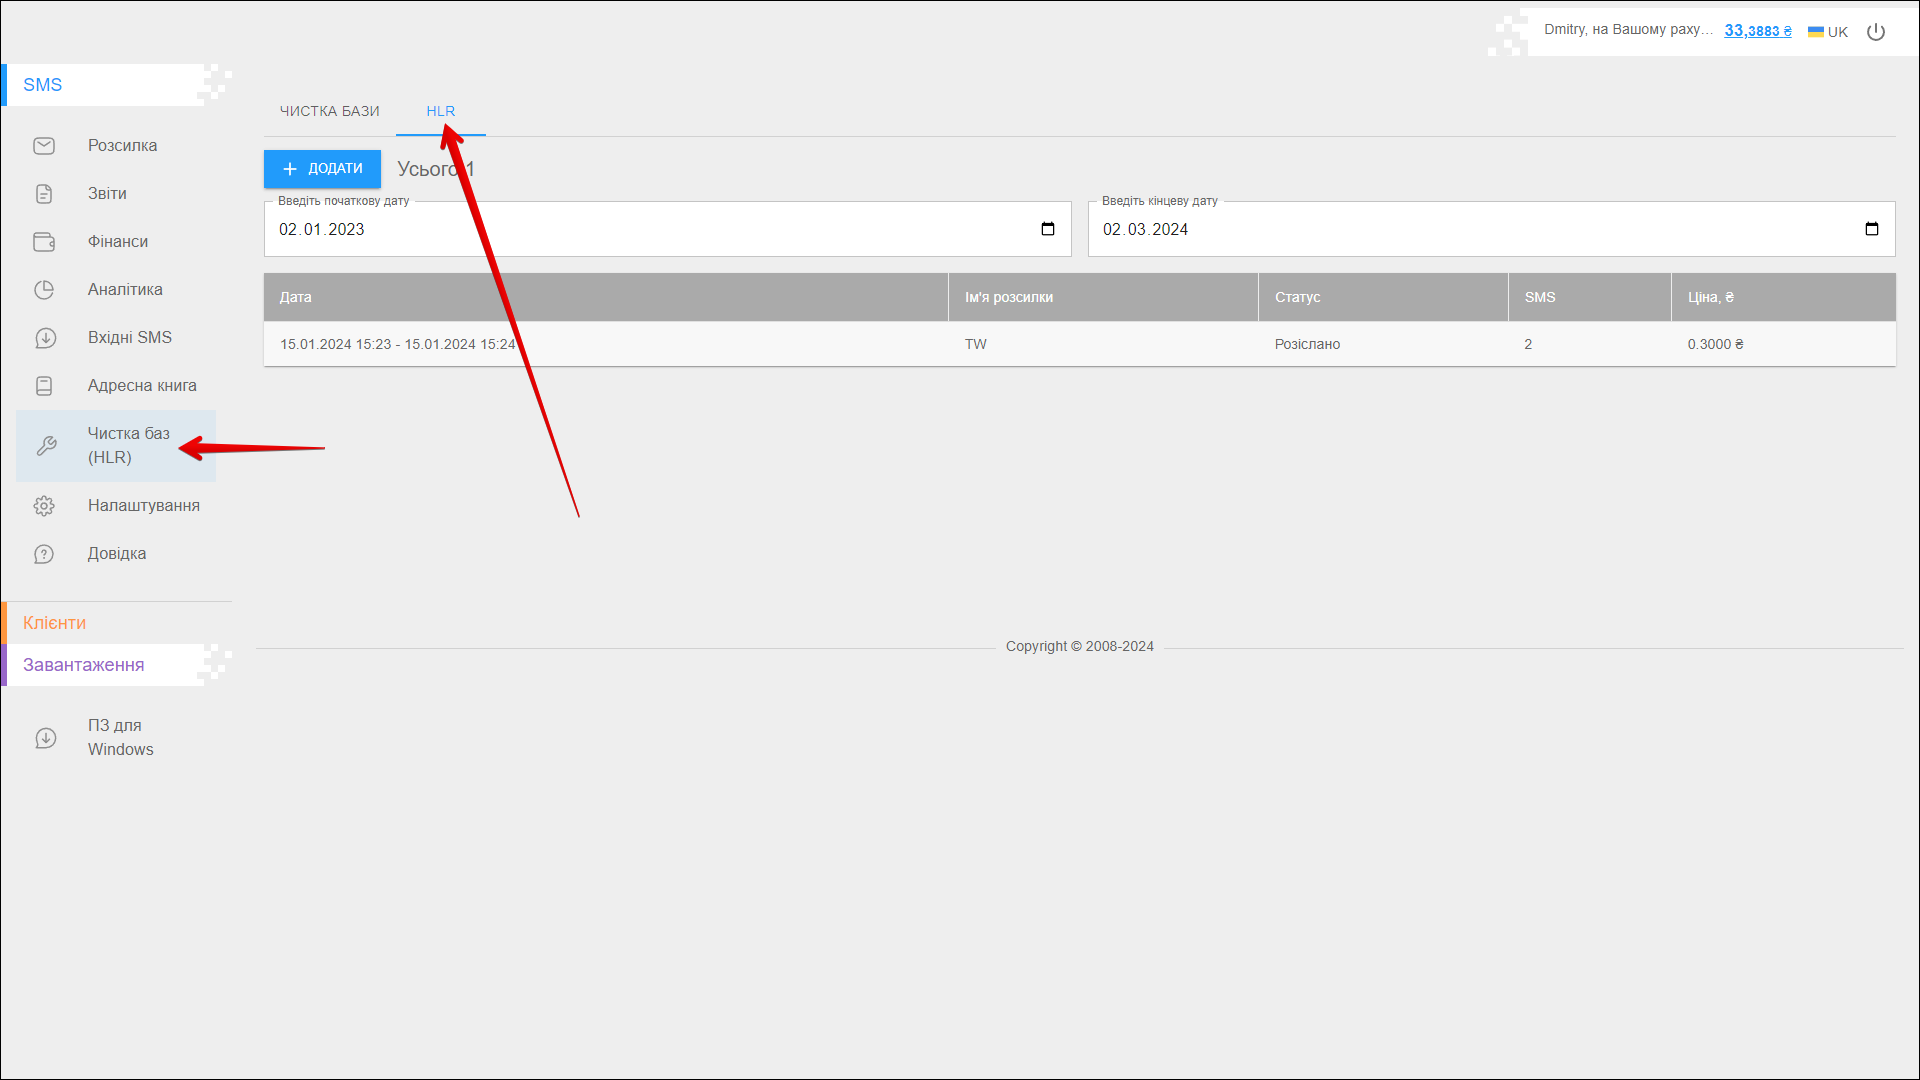 Dmitry, на Вашому раху...
33,3883 ₴
UK
SMS
Розсилка
Звіти
Фінанси
Аналітика
Вхідні SMS
Адресна книга
Чистка баз
(HLR)
Налаштування
Довідка
Клієнти
Завантаження
ПЗ для
Windows
ЧИСТКА БАЗИ
HLR
+ ДОДАТИ
Усього 1
Введіть початкову дату
02.01.2023
Введіть кінцеву дату
02.03.2024
Дата
Ім'я розсилки
Статус
SMS
Ціна, ₴
15.01.2024 15:23 - 15.01.2024 15:24
TW
Розіслано
2
0.3000 ₴
Copyright © 2008-2024